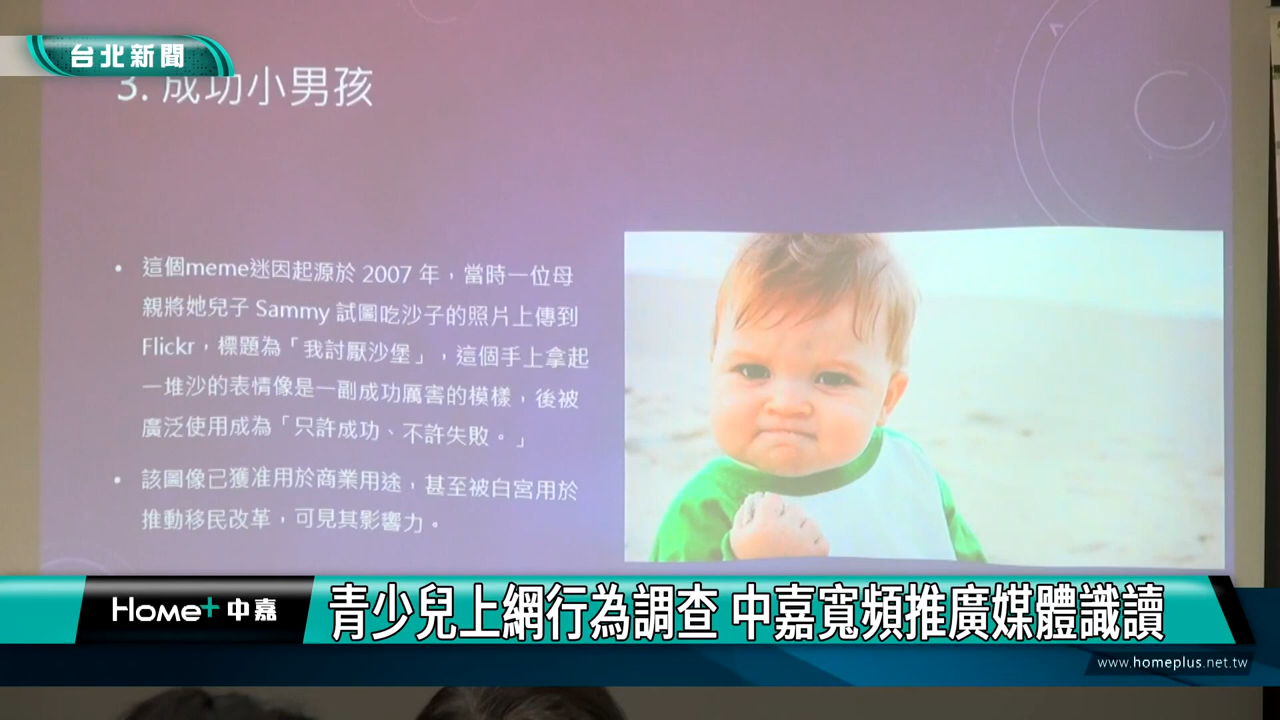 台北新聞
3. 成功小男孩
• 這個meme迷因起源於 2007 年，當時一位母
親將她兒子 Sammy 試圖吃沙子的照片上傳到
Flickr，標題為「我討厭沙堡」，這個手上拿起
一堆沙的表情像是一副成功厲害的模樣，後被
廣泛使用成為「只許成功、不許失敗。」
• 該圖像已獲准用於商業用途，甚至被白宮用於
推動移民改革，可見其影響力。
Home+ 中嘉
青少兒上網行為調查 中嘉寬頻推廣媒體識讀
www.homeplus.net.tw